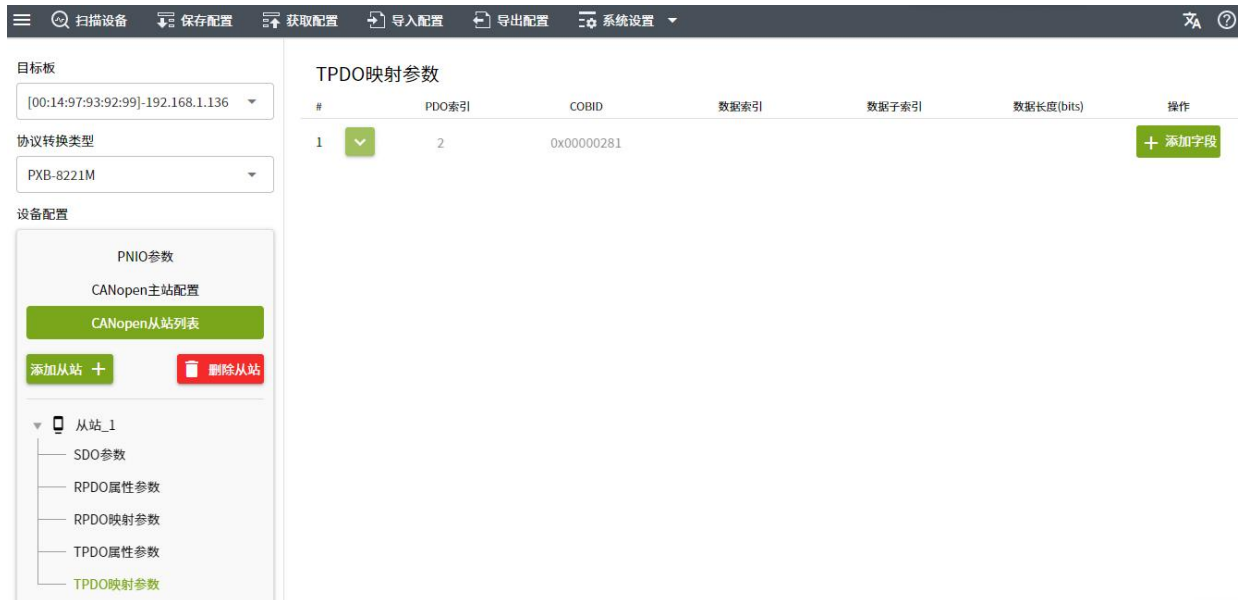 扫描设备 保存配置 获取配置 导入配置 导出配置 系统设置
目标板
[00:14:97:93:92:99]-192.168.1.136
协议转换类型
PXB-8221M
设备配置
PNIO参数
CANopen主站配置
CANopen从站列表
添加从站 删除从站
从站_1
SDO参数
RPDO属性参数
RPDO映射参数
TPDO属性参数
TPDO映射参数
TPDO映射参数
# PDO索引 COBID 数据索引 数据子索引 数据长度(bits) 操作
1 2 0x00000281 + 添加字段